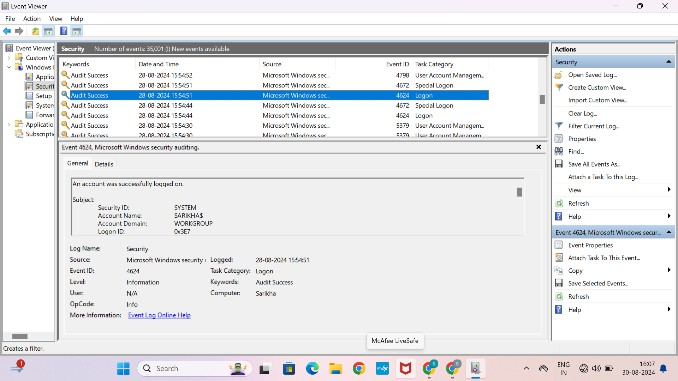 Event Viewer
File Action View Help
Event Viewer (
Custom Vi
Windows
Applic
Securit
Setup
System
Forwar
Applicatio
Subscriptic
Security Number of events: 35,001 (!) New events available
Keywords Date and Time Source Event ID Task Category
Audit Success 28-08-2024 15:54:52 Microsoft Windows sec... 4798 User Account Managem...
Audit Success 28-08-2024 15:54:51 Microsoft Windows sec... 4672 Special Logon
Audit Success 28-08-2024 15:54:51 Microsoft Windows sec... 4624 Logon
Audit Success 28-08-2024 15:54:44 Microsoft Windows sec... 4672 Special Logon
Audit Success 28-08-2024 15:54:44 Microsoft Windows sec... 4624 Logon
Audit Success 28-08-2024 15:54:30 Microsoft Windows sec... 5379 User Account Managem...
Audit Success 28-08-2024 15:54:30 Microsoft Windows sec... 5379 User Account Managem...
Event 4624, Microsoft Windows security auditing.
General Details
An account was successfully logged on.
Subject:
Security ID: SYSTEM
Account Name: SARIKHA$
Account Domain: WORKGROUP
Logon ID: 0x3E7
Log Name: Security
Source: Microsoft Windows security Logged: 28-08-2024 15:54:51
Event ID: 4624 Task Category: Logon
Level: Information Keywords: Audit Success
User: N/A Computer: Sarikha
OpCode: Info
More Information: Event Log Online Help
Actions
Security
Open Saved Log...
Create Custom View...
Import Custom View...
Clear Log...
Filter Current Log...
Properties
Find...
Save All Events As...
Attach a Task To this Log...
View
Refresh
Help
Event 4624, Microsoft Windows secur...
Event Properties
Attach Task To This Event...
Copy
Save Selected Events...
Refresh
Help
Creates a filter.
McAfee LiveSafe
1
Search
ENG
IN
16:07
30-08-2024